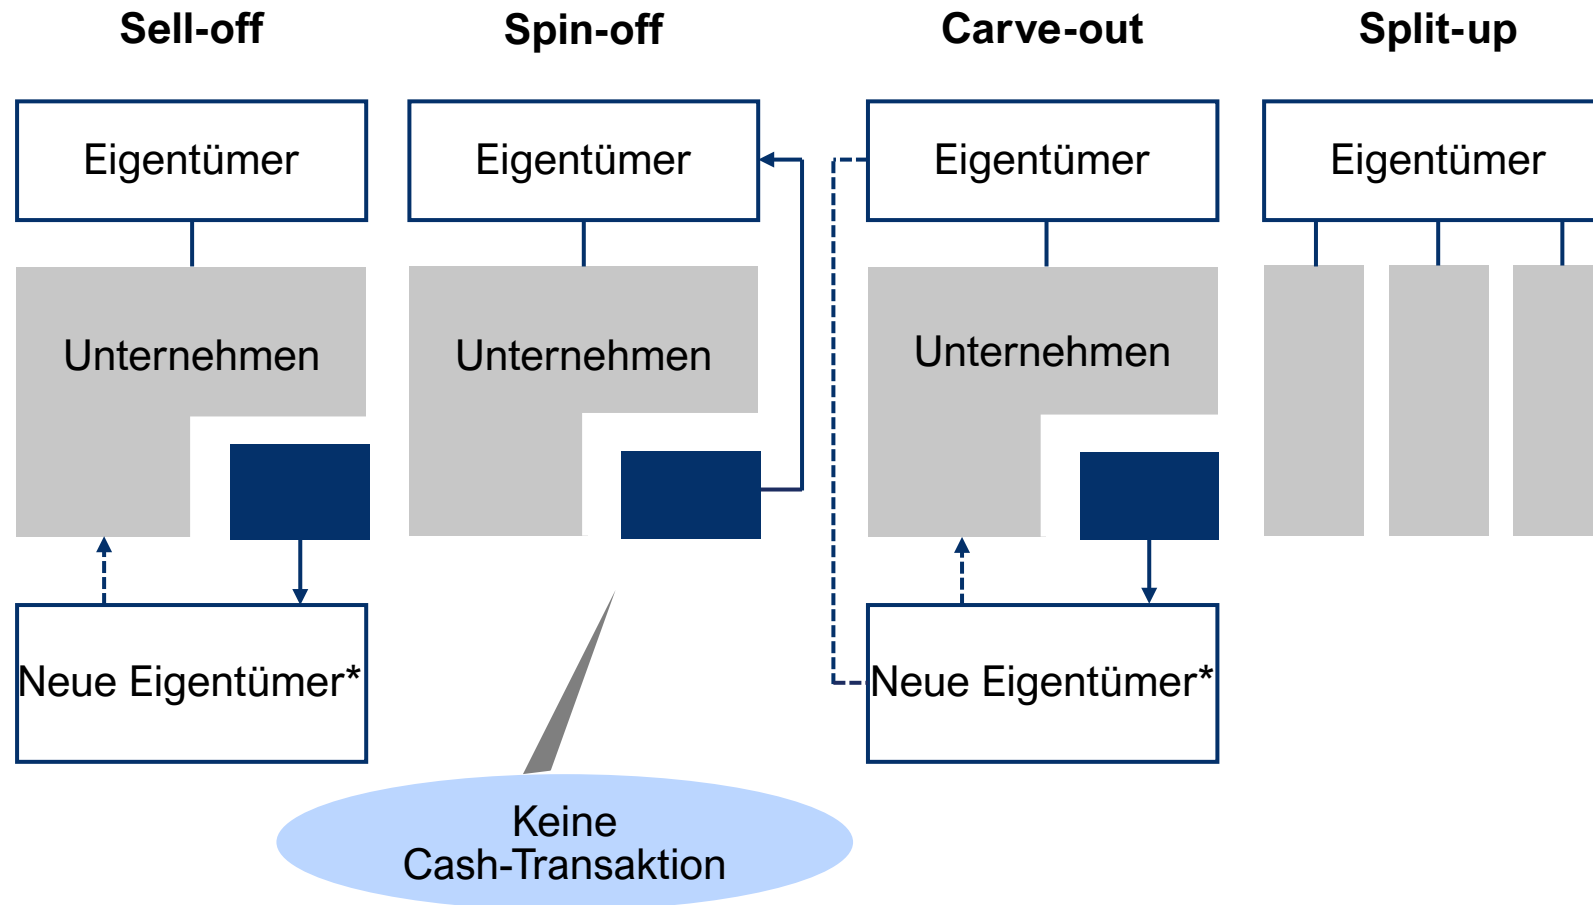 Sell-off
Spin-off
Carve-out
Split-up
Eigentümer
Eigentümer
Eigentümer
Eigentümer
Unternehmen
Unternehmen
Unternehmen
Neue Eigentümer*
Neue Eigentümer*
Keine
Cash-Transaktion